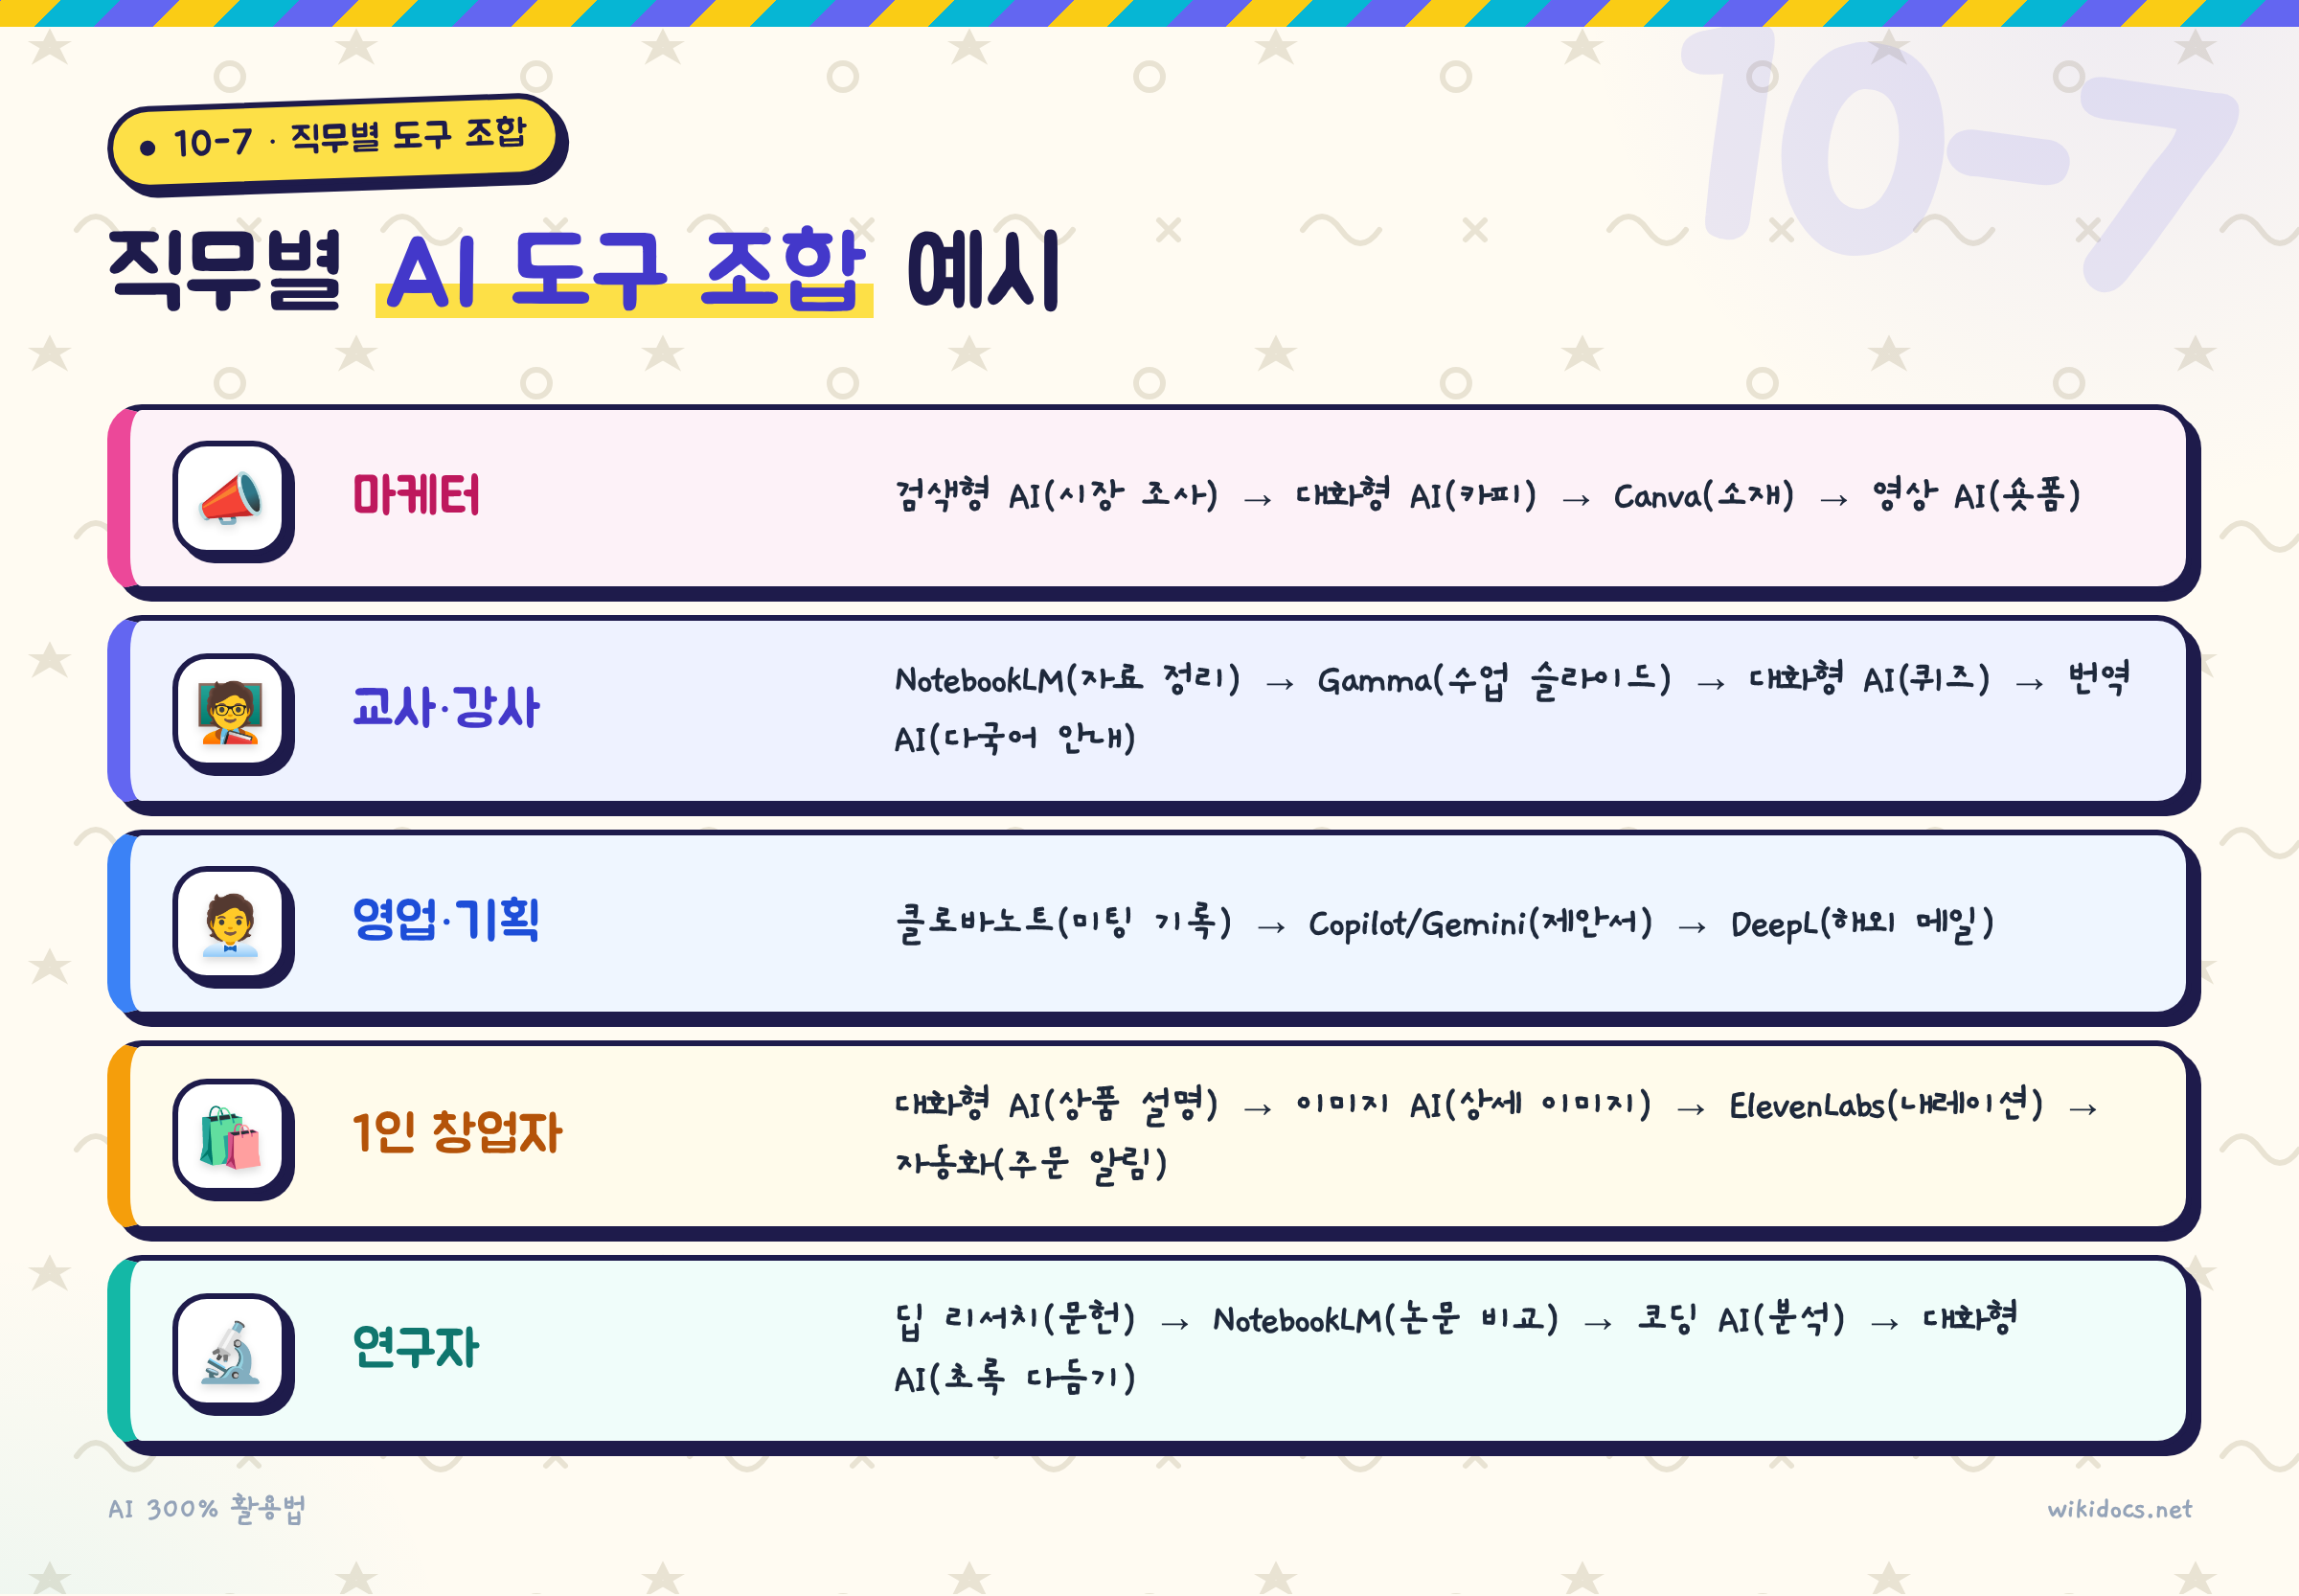 10-7
• 10-7 · 직무별 도구 조합
직무별 AI 도구 조합 예시
마케터
검색형 AI(시장 조사) → 대화형 AI(카피) → Canva(소재) → 영상 AI(숏폼)
교사·강사
NotebookLM(자료 정리) → Gamma(수업 슬라이드) → 대화형 AI(퀴즈) → 번역
AI(다국어 안내)
영업·기획
클로바노트(미팅 기록) → Copilot/Gemini(제안서) → DeepL(해외 메일)
1인 창업자
대화형 AI(상품 설명) → 이미지 AI(상세 이미지) → ElevenLabs(내레이션) →
자동화(주문 알림)
연구자
딥 리서치(문헌) → NotebookLM(논문 비교) → 코딩 AI(분석) → 대화형
AI(초록 다듬기)
AI 300% 활용법
wikidocs.net